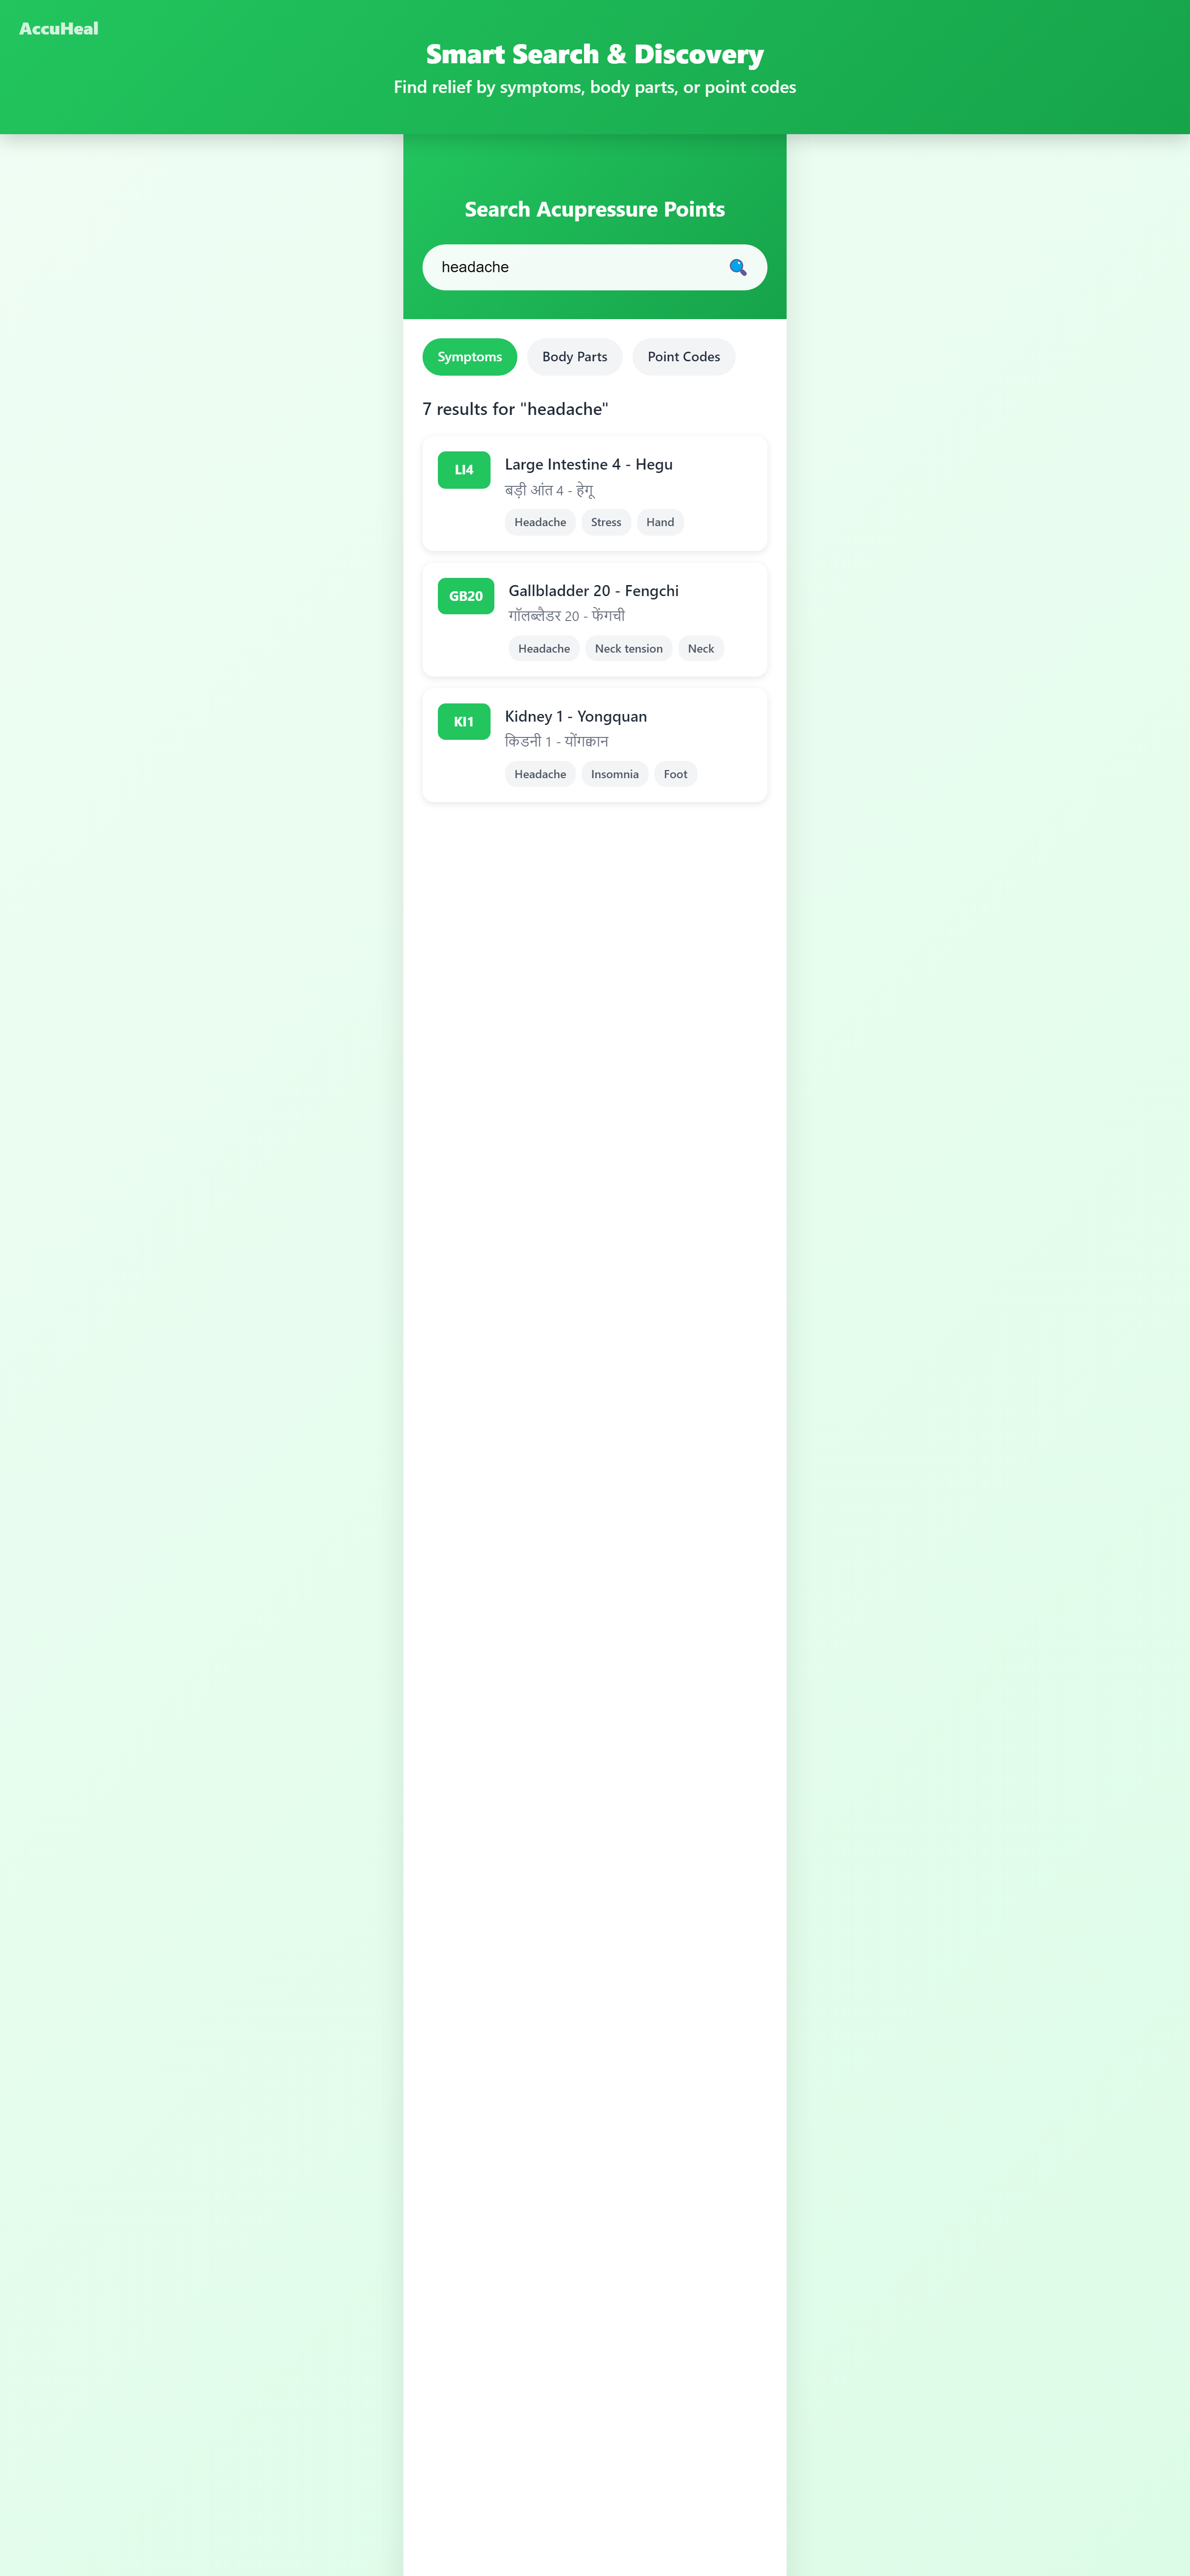 AccuHeal
Smart Search & Discovery
Find relief by symptoms, body parts, or point codes
Search Acupressure Points
headache
Symptoms Body Parts Point Codes
7 results for "headache"
LI4
Large Intestine 4 - Hegu
बड़ी आंत 4 - हेगू
Headache Stress Hand
GB20
Gallbladder 20 - Fengchi
गॉलब्लैडर 20 - फेंगची
Headache Neck tension Neck
KI1
Kidney 1 - Yongquan
किडनी 1 - योंगक्वान
Headache Insomnia Foot